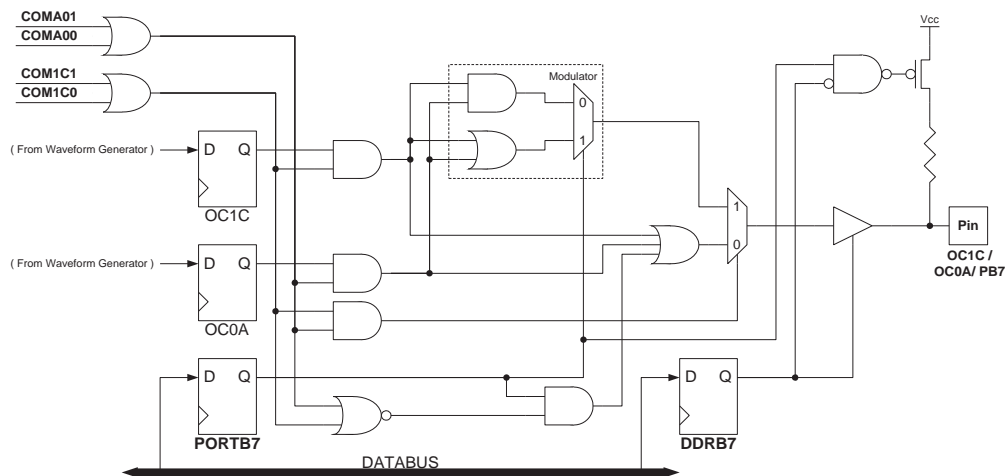 COMA01
COMA00
COM1C1
COM1C0
Modulator
0
1
Vcc
( From Waveform Generator )
D Q
OC1C
1
0
Pin
OC1C /
OC0A/ PB7
( From Waveform Generator )
D Q
OC0A
D Q
PORTB7
D Q
DDRB7
DATABUS